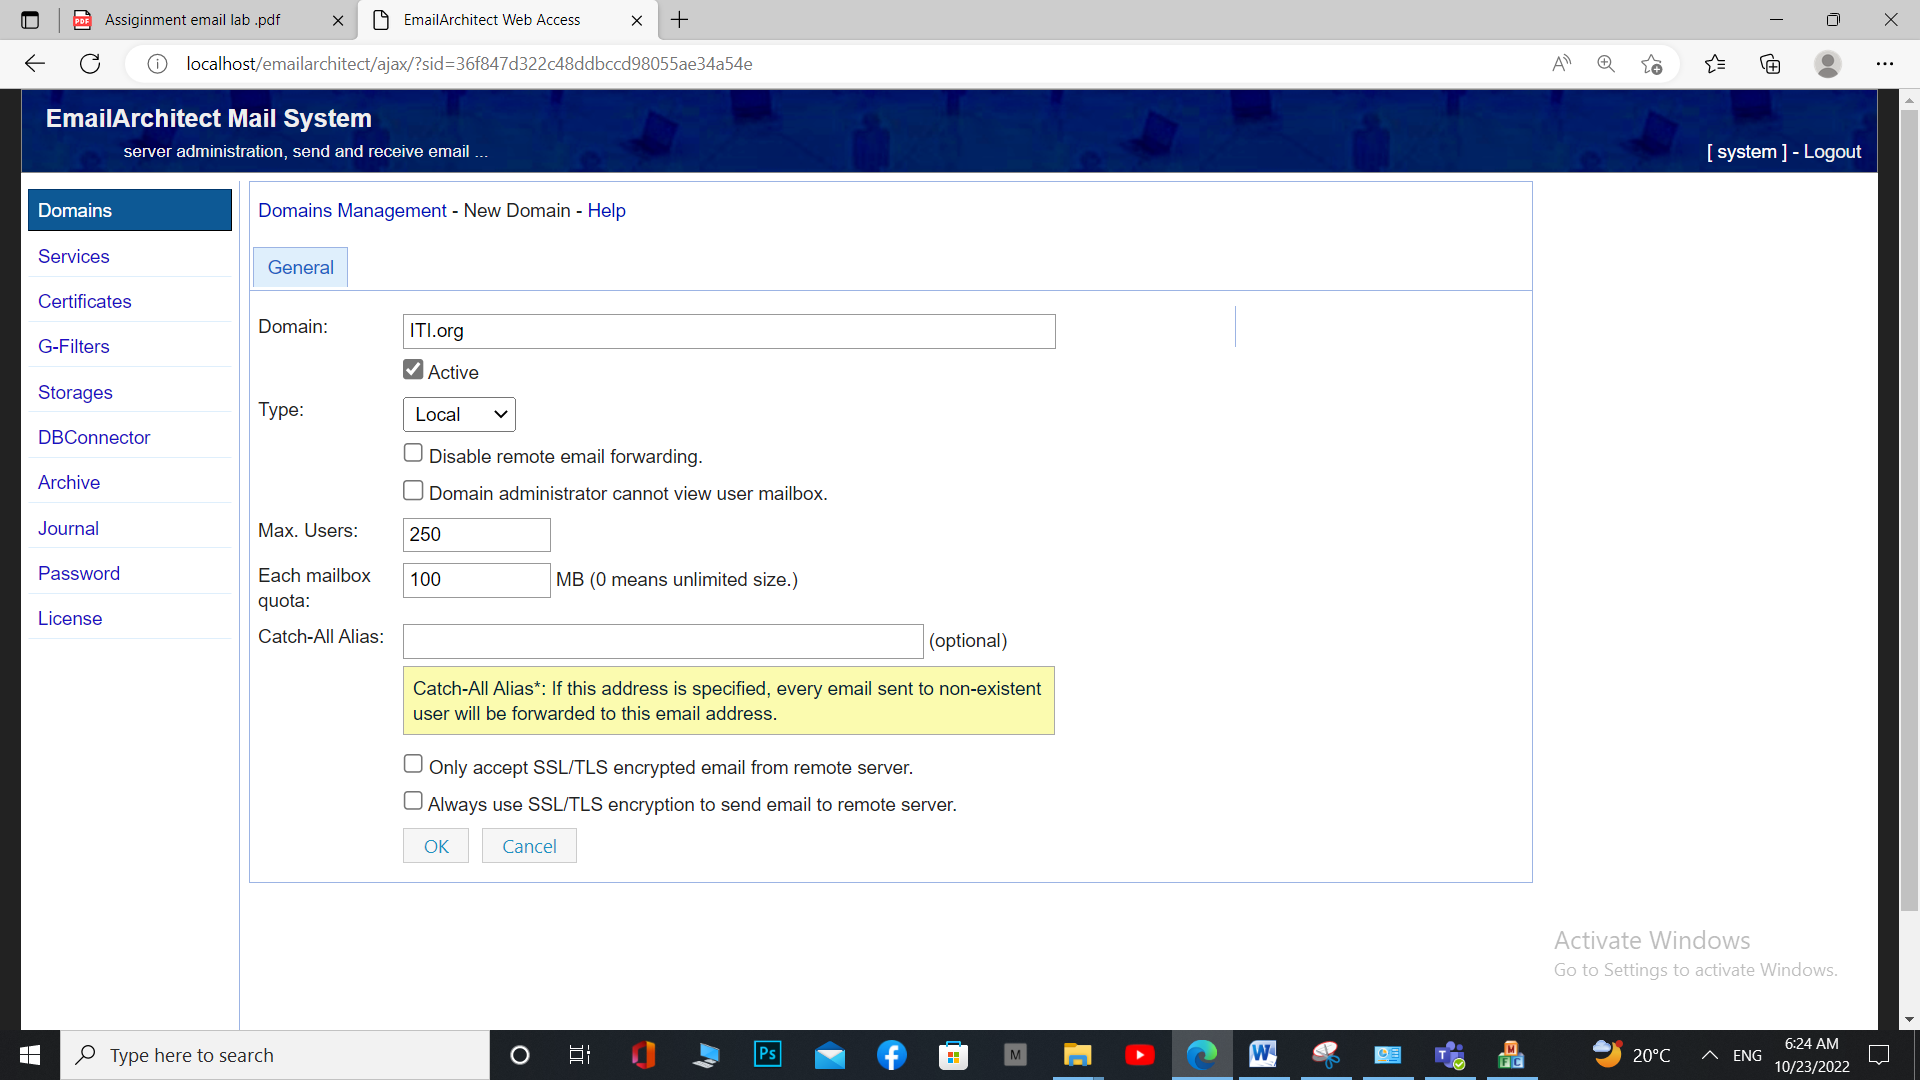 Assiginment email lab .pdf
EmailArchitect Web Access
localhost/emailarchitect/ajax/?sid=36f847d322c48ddbccd98055ae34a54e
EmailArchitect Mail System
server administration, send and receive email ...
[ system ] - Logout
Domains
Services
Certificates
G-Filters
Storages
DBConnector
Archive
Journal
Password
License
Domains Management - New Domain - Help
General
Domain:
ITI.org
Active
Type:
Local
Disable remote email forwarding.
Domain administrator cannot view user mailbox.
Max. Users:
250
Each mailbox
quota:
100
MB (0 means unlimited size.)
Catch-All Alias:
(optional)
Catch-All Alias*: If this address is specified, every email sent to non-existent
user will be forwarded to this email address.
Only accept SSL/TLS encrypted email from remote server.
Always use SSL/TLS encryption to send email to remote server.
OK
Cancel
Activate Windows
Go to Settings to activate Windows.
Type here to search
Ps
M
20°C
ENG
6:24 AM
10/23/2022